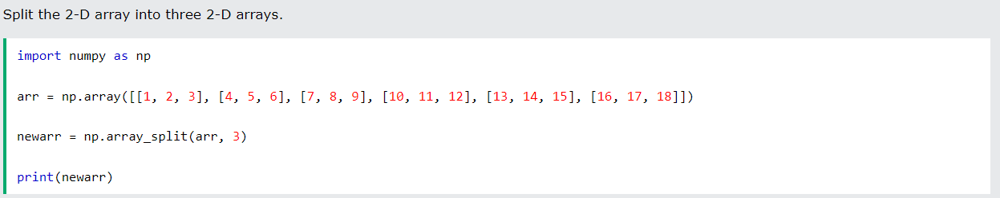 Split the 2-D array into three 2-D arrays.
import numpy as np
arr = np.array([[1, 2, 3], [4, 5, 6], [7, 8, 9], [10, 11, 12], [13, 14, 15], [16, 17, 18]])
newarr = np.array_split(arr, 3)
print(newarr)